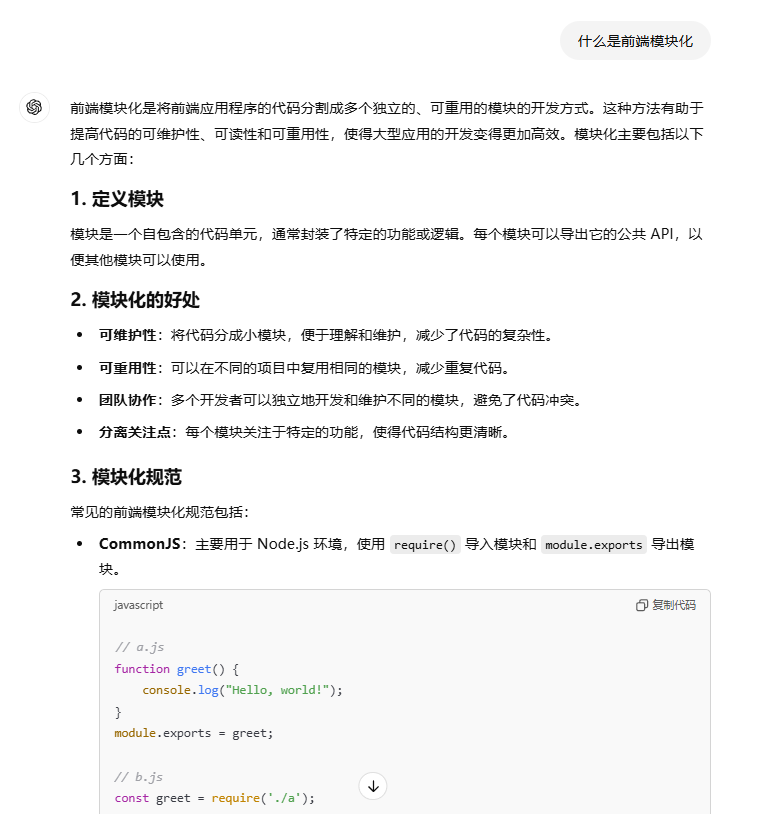 什么是前端模块化
前端模块化是将前端应用程序的代码分割成多个独立的、可重用的模块的开发方式。这种方法有助于
提高代码的可维护性、可读性和可重用性，使得大型应用的开发变得更加高效。模块化主要包括以下
几个方面：
1. 定义模块
模块是一个自包含的代码单元，通常封装了特定的功能或逻辑。每个模块可以导出它的公共 API，以
便其他模块可以使用。
2. 模块化的好处
• 可维护性：将代码分成小模块，便于理解和维护，减少了代码的复杂性。
• 可重用性：可以在不同的项目中复用相同的模块，减少重复代码。
• 团队协作：多个开发者可以独立地开发和维护不同的模块，避免了代码冲突。
• 分离关注点：每个模块关注于特定的功能，使得代码结构更清晰。
3. 模块化规范
常见的前端模块化规范包括：
• CommonJS：主要用于 Node.js 环境，使用 require() 导入模块和 module.exports 导出模
块。
javascript 复制代码
// a.js
function greet() {
    console.log("Hello, world!");
}
module.exports = greet;
// b.js
const greet = require('./a');